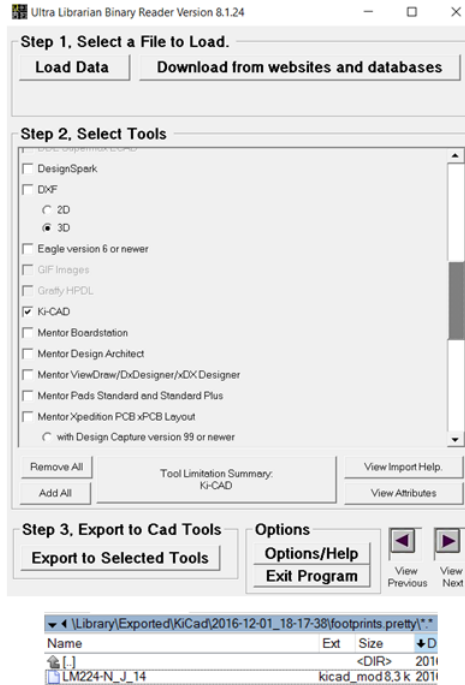 Ultra Librarian Binary Reader Version 8.1.24
Step 1, Select a File to Load.
Load Data
Download from websites and databases
Step 2, Select Tools
DesignSpark
DXF
2D
3D
Eagle version 6 or newer
GIF Images
Graffy HPDL
Ki-CAD
Mentor Boardstation
Mentor Design Architect
Mentor ViewDraw/DxDesigner/xDX Designer
Mentor Pads Standard and Standard Plus
Mentor Xpedition PCB xPCB Layout
with Design Capture version 99 or newer
Remove All
Add All
Tool Limitation Summary:
Ki-CAD
View Import Help.
View Attributes
Step 3, Export to Cad Tools
Export to Selected Tools
Options
Options/Help
Exit Program
View Previous
View Next
\Library\Exported\KiCad\2016-12-01_18-17-38\footprints.pretty\*.*
Name Ext Size D
[..] <DIR> 201
LM224-N_J_14 kicad_mod 8,3 k 201